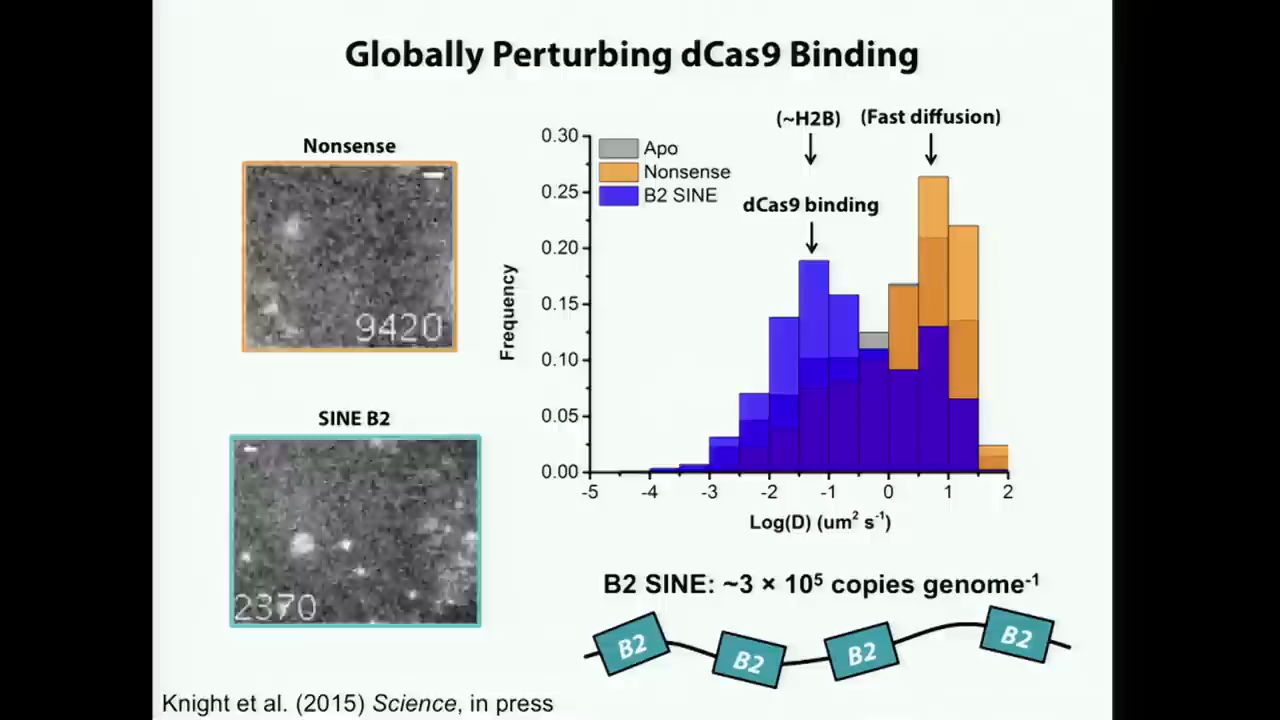 Globally Perturbing dCas9 Binding
Nonsense
9420
SINE B2
2370
(~H2B)
(Fast diffusion)
dCas9 binding
Apo
Nonsense
B2 SINE
Frequency
0.30
0.25
0.20
0.15
0.10
0.05
0.00
-5 -4 -3 -2 -1 0 1 2
Log(D) (um² s⁻¹)
B2 SINE: ~3 × 10⁵ copies genome⁻¹
B2 B2 B2 B2
Knight et al. (2015) Science, in press